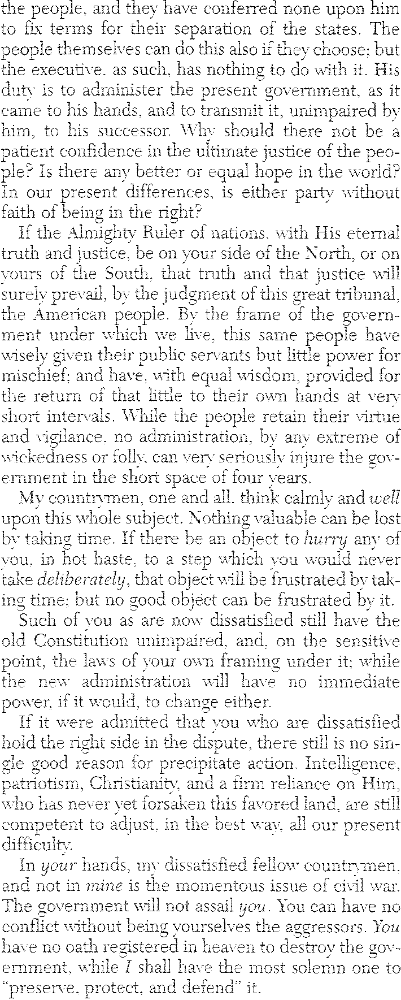 the people, and they have conferred none upon him
to fix terms for their separation of the states. The
people themselves can do this also if they choose; but
the executive, as such, has nothing to do with it. His
duty is to administer the present government, as it
came to his hands, and to transmit it, unimpaired by
him, to his successor. Why should there not be a
patient confidence in the ultimate justice of the peo-
ple? Is there any better or equal hope in the world?
In our present differences, is either party without
faith of being in the right?
If the Almighty Ruler of nations, with His eternal
truth and justice, be on your side of the North, or on
yours of the South, that truth and that justice will
surely prevail, by the judgment of this great tribunal,
the American people. By the frame of the govern-
ment under which we live, this same people have
wisely given their public servants but little power for
mischief; and have, with equal wisdom, provided for
the return of that little to their own hands at very
short intervals. While the people retain their virtue
and vigilance, no administration, by any extreme of
wickedness or folly, can very seriously injure the gov-
ernment in the short space of four years.
My countrymen, one and all, think calmly and well
upon this whole subject. Nothing valuable can be lost
by taking time. If there be an object to hurry any of
you, in hot haste, to a step which you would never
take deliberately, that object will be frustrated by tak-
ing time; but no good object can be frustrated by it.
Such of you as are now dissatisfied still have the
old Constitution unimpaired, and, on the sensitive
point, the laws of your own framing under it; while
the new administration will have no immediate
power, if it would, to change either.
If it were admitted that you who are dissatisfied
hold the right side in the dispute, there still is no sin-
gle good reason for precipitate action. Intelligence,
patriotism, Christianity, and a firm reliance on Him,
who has never yet forsaken this favored land, are still
competent to adjust, in the best way, all our present
difficulty.
In your hands, my dissatisfied fellow countrymen,
and not in mine is the momentous issue of civil war.
The government will not assail you. You can have no
conflict without being yourselves the aggressors. You
have no oath registered in heaven to destroy the gov-
ernment, while I shall have the most solemn one to
“preserve, protect, and defend” it.